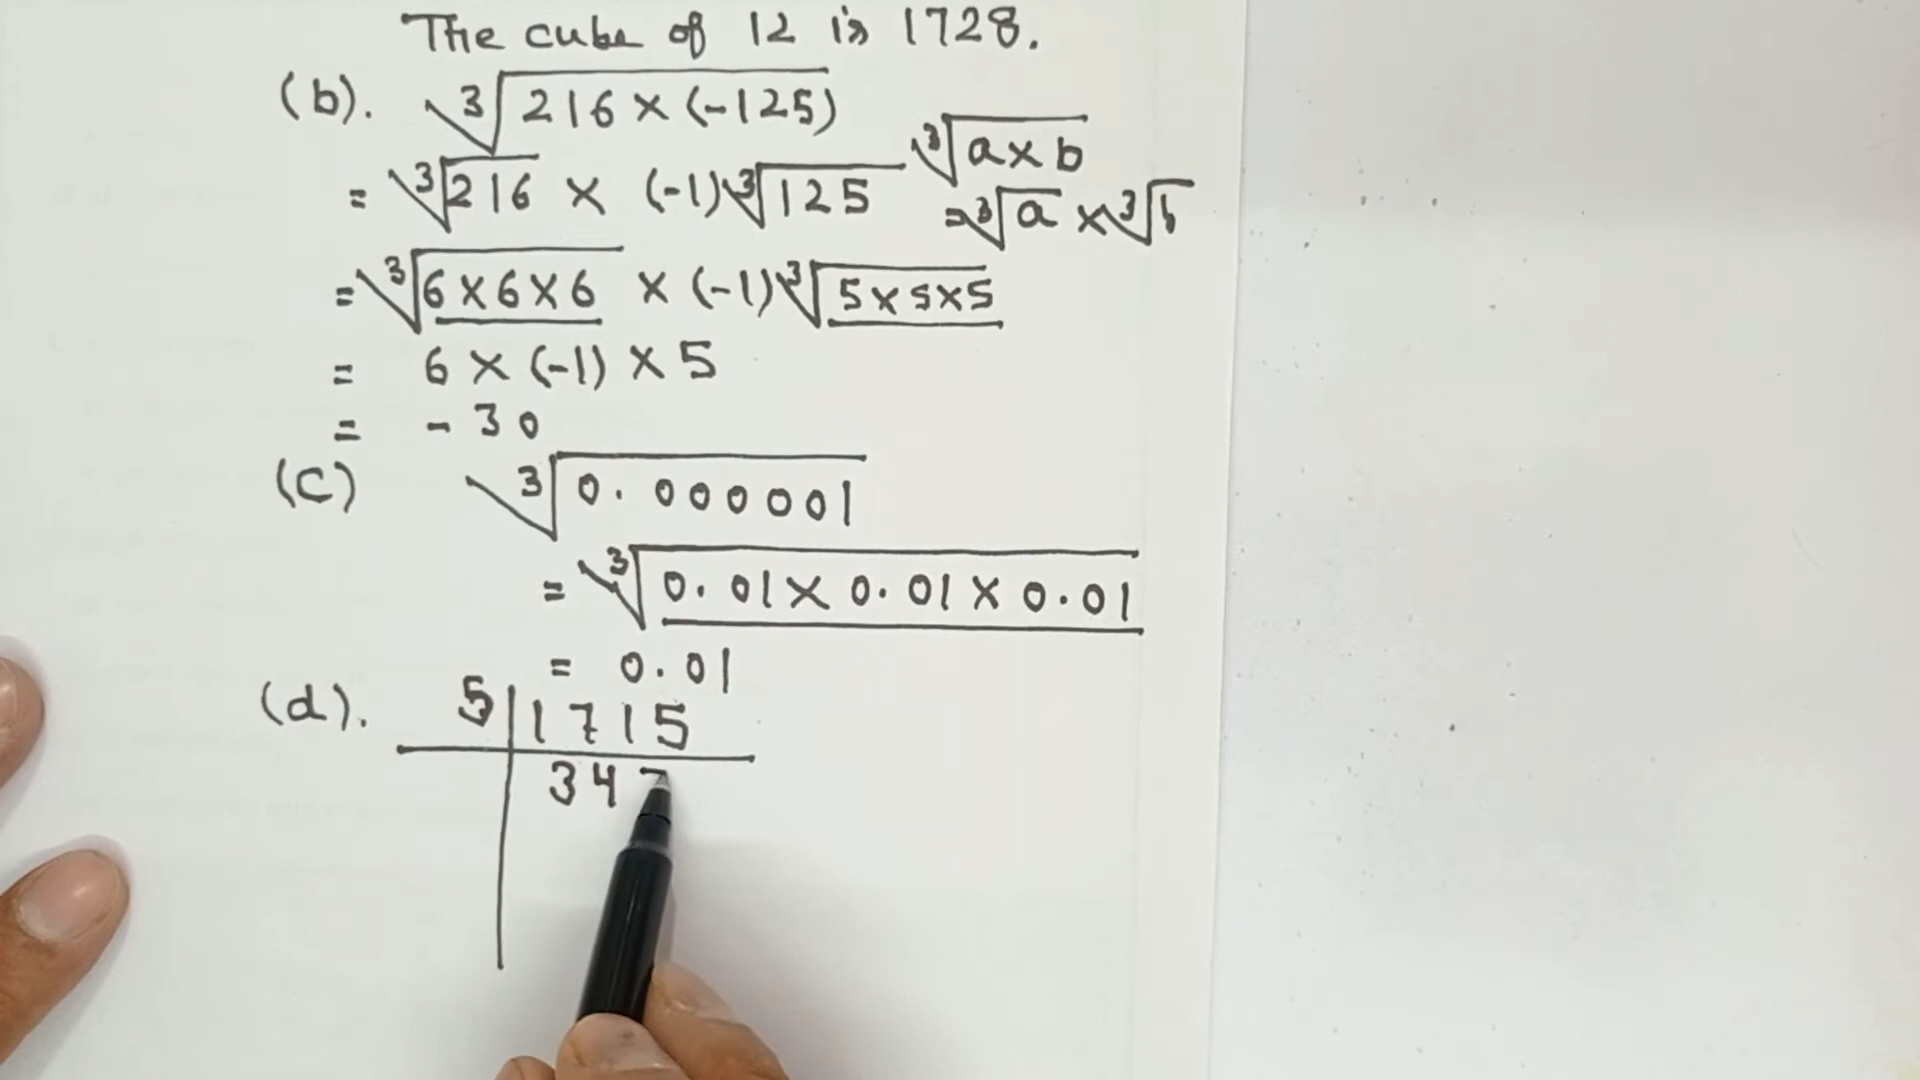 The cube of 12 is 1728.
(b). ∛216 × (-125)
= ∛216 × (-1)∛125
∛a × b
= ∛a × ∛b
= ∛6×6×6 × (-1)∛5×5×5
= 6 × (-1) × 5
= -30
(c) ∛0.000001
= ∛0.01 × 0.01 × 0.01
= 0.01
(d). 5 | 1715
34